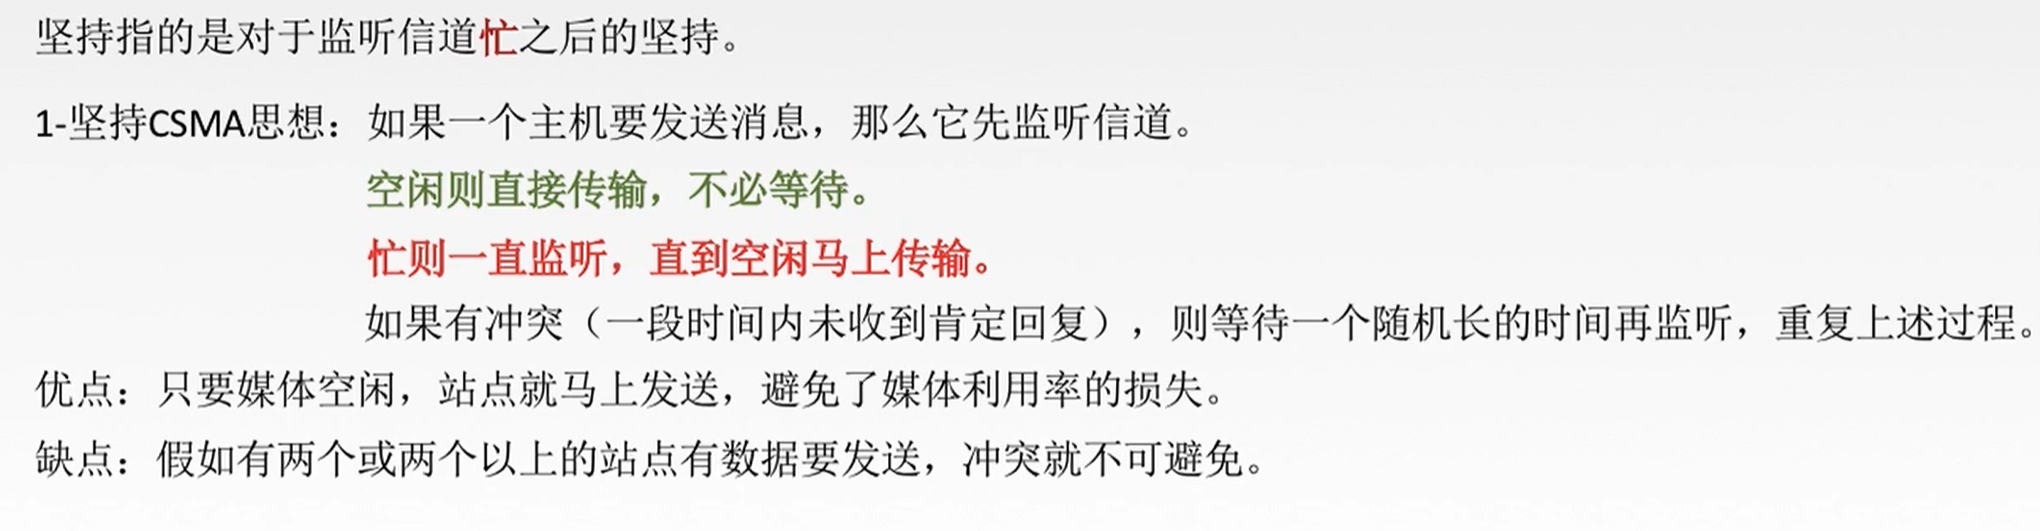 坚持指的是对于监听信道忙之后的坚持。
1-坚持CSMA思想：如果一个主机要发送消息，那么它先监听信道。
空闲则直接传输，不必等待。
忙则一直监听，直到空闲马上传输。
如果有冲突（一段时间内未收到肯定回复），则等待一个随机长的时间再监听，重复上述过程。
优点：只要媒体空闲，站点就马上发送，避免了媒体利用率的损失。
缺点：假如有两个或两个以上的站点有数据要发送，冲突就不可避免。